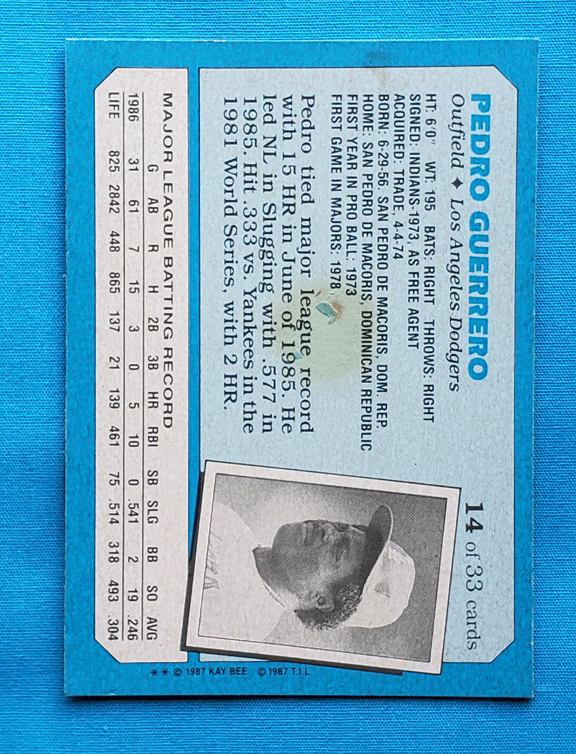 PEDRO GUERRERO
Outfield ✦ Los Angeles Dodgers
14 of 33 cards
HT: 6'0" WT: 195 BATS: RIGHT THROWS: RIGHT
SIGNED: INDIANS-1973, AS FREE AGENT
ACQUIRED: TRADE, 4-4-74
BORN: 6-29-56, SAN PEDRO DE MACORIS, DOM. REP.
HOME: SAN PEDRO DE MACORIS, DOMINICAN REPUBLIC
FIRST YEAR IN PRO BALL: 1973
FIRST GAME IN MAJORS: 1978
Pedro tied major league record
with 15 HR in June of 1985. He
led NL in Slugging with .577 in
1985. Hit .333 vs. Yankees in the
1981 World Series, with 2 HR.
MAJOR LEAGUE BATTING RECORD
G AB R H 2B 3B HR RBI SB SLG BB SO AVG
1986 31 61 7 15 3 0 5 10 0 .541 2 19 .246
LIFE 825 2842 448 865 137 21 139 461 75 .514 318 493 .304
** © 1987 KAY BEE © 1987 T.I.L.